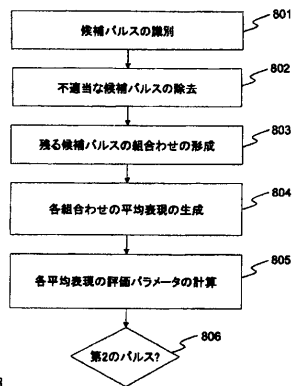 候補パルスの識別
801
不適当な候補パルスの除去
802
残る候補パルスの組合わせの形成
803
各組合わせの平均表現の生成
804
各平均表現の評価パラメータの計算
805
第2のパルス?
806